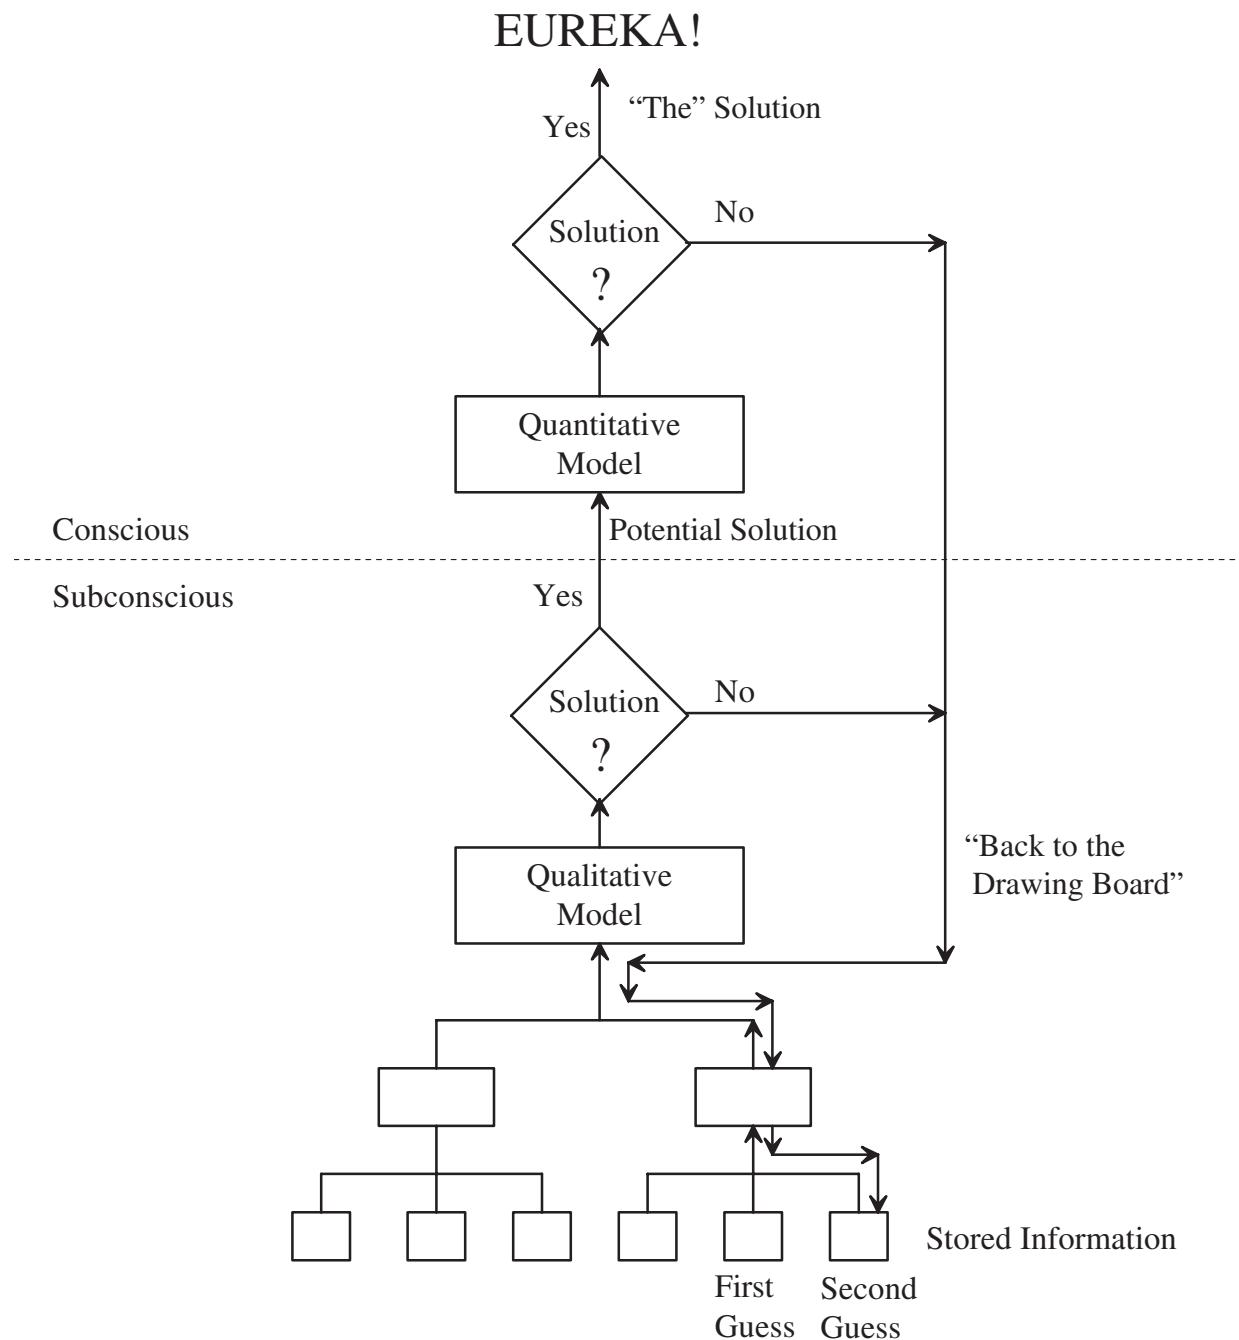 EUREKA!
“The” Solution
Yes
No
Solution
?
Quantitative
Model
Conscious
Potential Solution
Subconscious
Yes
No
Solution
?
“Back to the
Drawing Board”
Qualitative
Model
Stored Information
First
Guess
Second
Guess